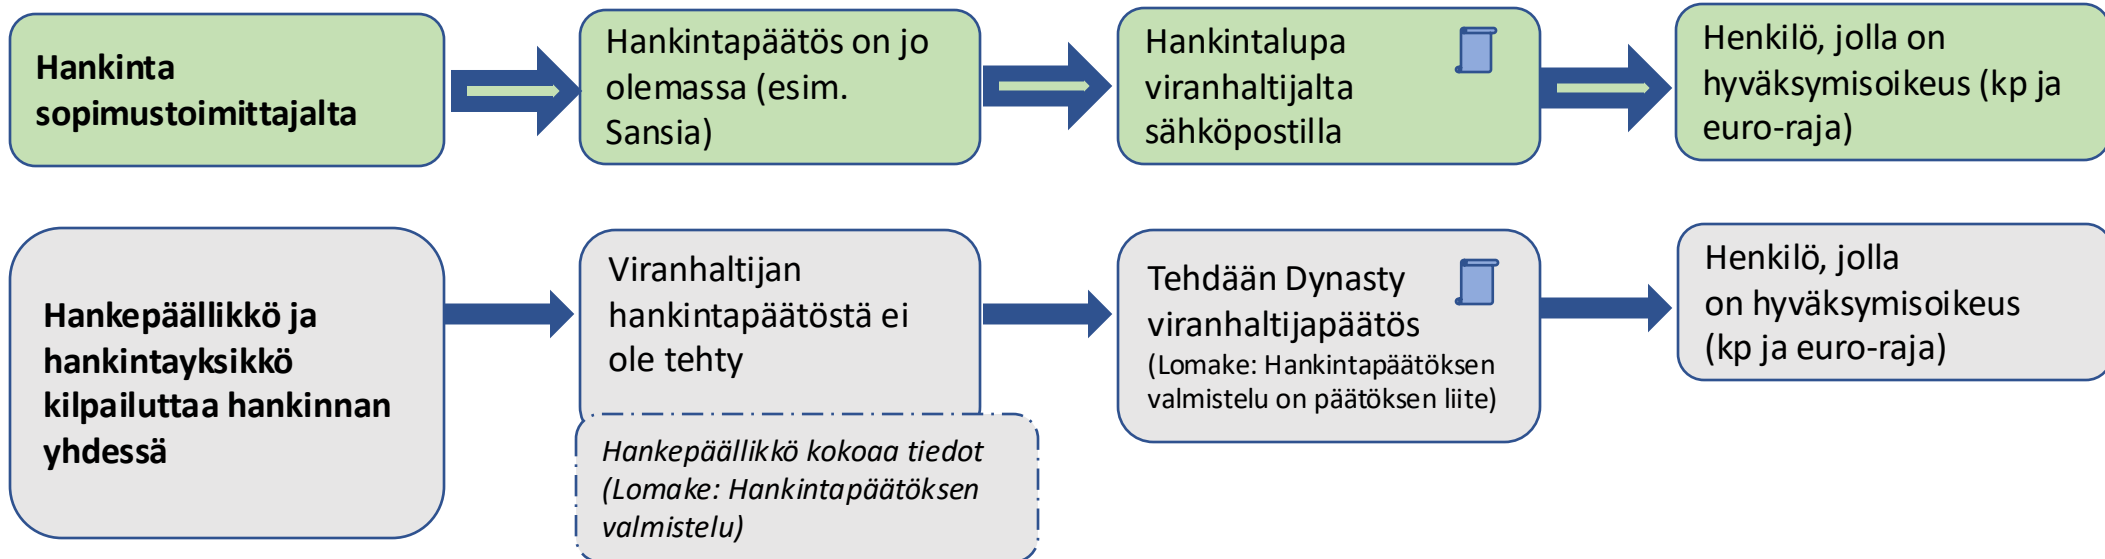 Hankinta
sopimustoimittajalta
Hankintapäätös on jo
olemassa (esim.
Sansia)
Hankintalupa
viranhaltijalta
sähköpostilla
Henkilö, jolla on
hyväksymisoikeus (kp ja
euro-raja)
Hankepäällikkö ja
hankintayksikkö
kilpailuttaa hankinnan
yhdessä
Viranhaltijan
hankintapäätöstä ei
ole tehty
Hankepäällikkö kokoaa tiedot
(Lomake: Hankintapäätöksen
valmistelu)
Tehdään Dynasty
viranhaltijapäätös
(Lomake: Hankintapäätöksen
valmistelu on päätöksen liite)
Henkilö, jolla
on hyväksymisoikeus
(kp ja euro-raja)